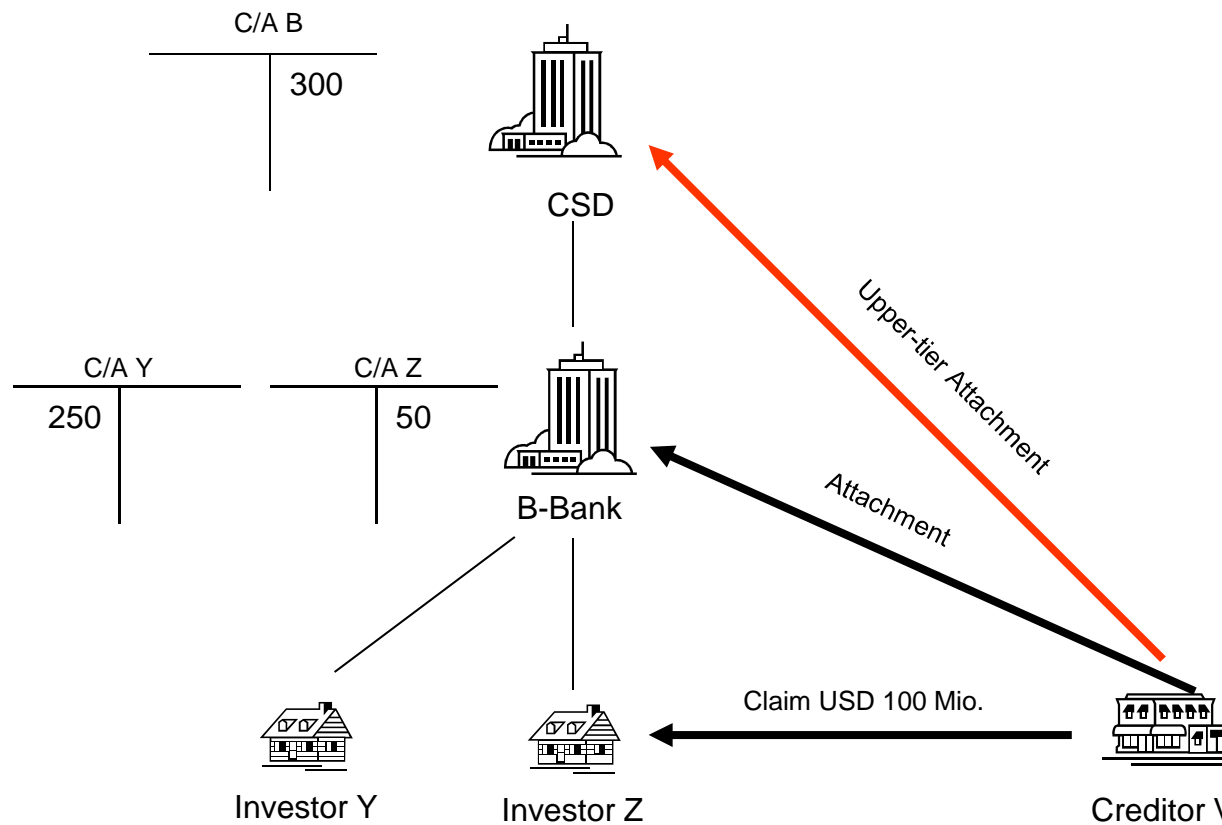 C/A B
300
CSD
Upper-tier Attachment
C/A Y
C/A Z
250
50
Attachment
B-Bank
Claim USD 100 Mio.
Investor Y
Investor Z
Creditor V